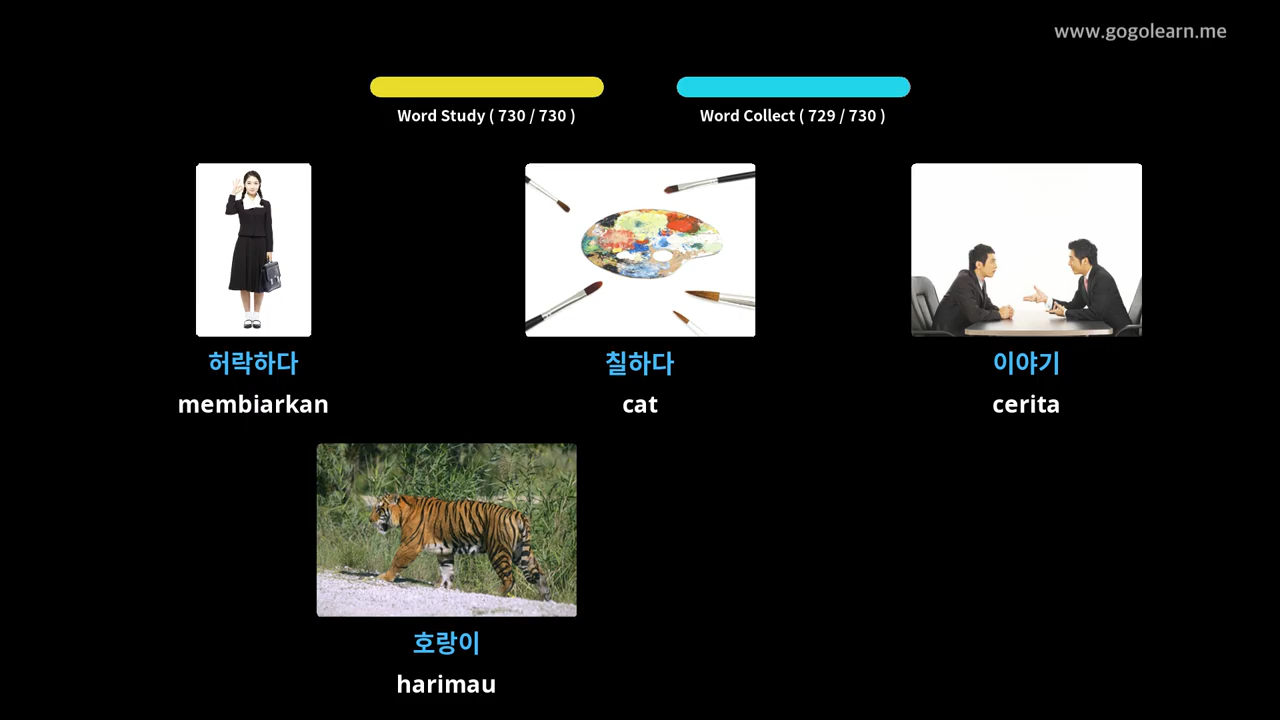 www.gogolearn.me
Word Study ( 730 / 730 )
Word Collect ( 729 / 730 )
허락하다
membiarkan
칠하다
cat
이야기
cerita
호랑이
harimau